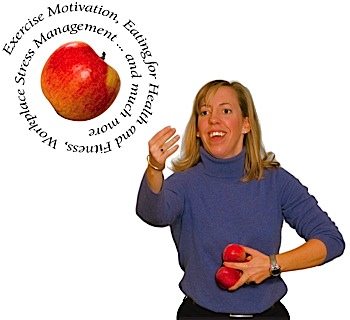 Exercise Motivation, Eating for Health and Fitness, Workplace Stress Management ... and much more